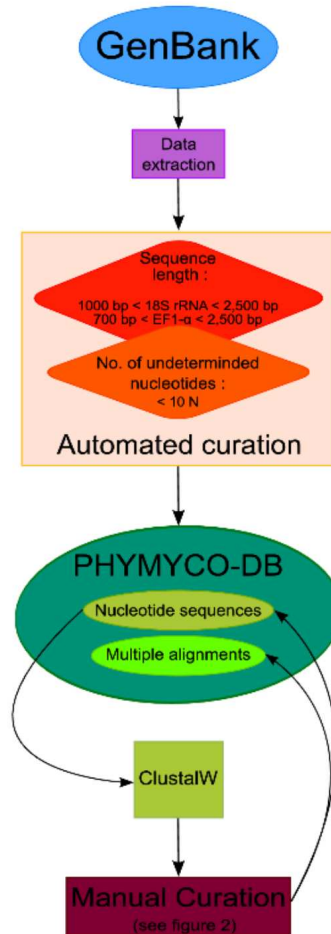 GenBank
Data
extraction
Sequence
length :
1000 bp < 18S rRNA < 2,500 bp
700 bp < EF1-α < 2,500 bp
No. of undeterminded
nucleotides :
< 10 N
Automated curation
PHYMYCO-DB
Nucleotide sequences
Multiple alignments
ClustalW
Manual Curation
(see figure 2)